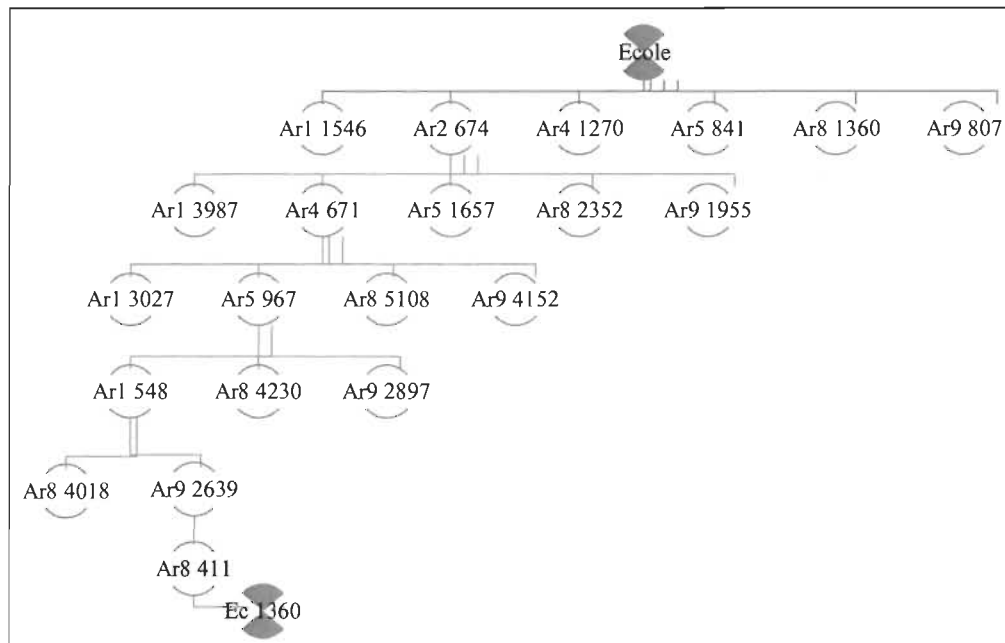 Ecole
Ar1 1546 Ar2 674 Ar4 1270 Ar5 841 Ar8 1360 Ar9 807
Ar1 3987 Ar4 671 Ar5 1657 Ar8 2352 Ar9 1955
Ar1 3027 Ar5 967 Ar8 5108 Ar9 4152
Ar1 548 Ar8 4230 Ar9 2897
Ar8 4018 Ar9 2639
Ar8 411
Ec 1360